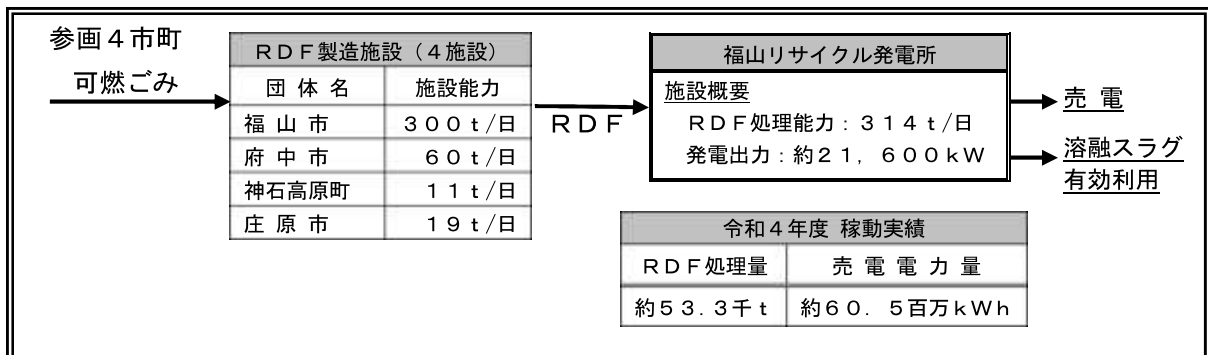 参画４市町
可燃ごみ
ＲＤＦ製造施設（４施設）
団 体 名　施設能力
福 山 市　３００ｔ/日
府 中 市　６０ｔ/日
神石高原町　１１ｔ/日
庄 原 市　１９ｔ/日
ＲＤＦ
福山リサイクル発電所
施設概要
ＲＤＦ処理能力：３１４ｔ/日
発電出力：約２１，６００ｋＷ
売 電
溶融スラグ
有効利用
令和４年度 稼動実績
ＲＤＦ処理量　売 電 電 力 量
約５３.３千ｔ　約６０．５百万ｋＷｈ